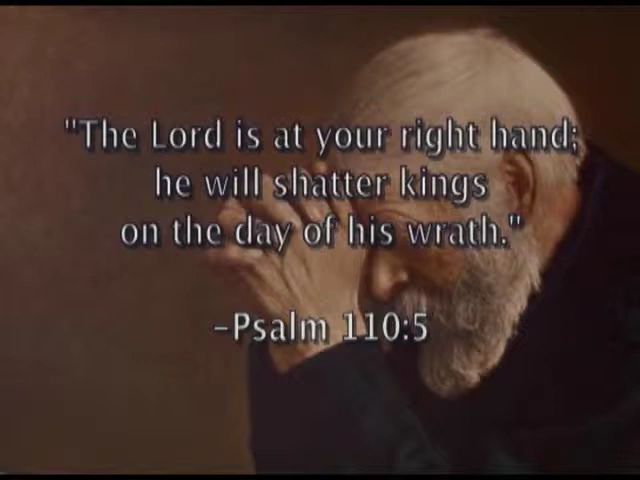 "The Lord is at your right hand;
he will shatter kings
on the day of his wrath."
-Psalm 110:5